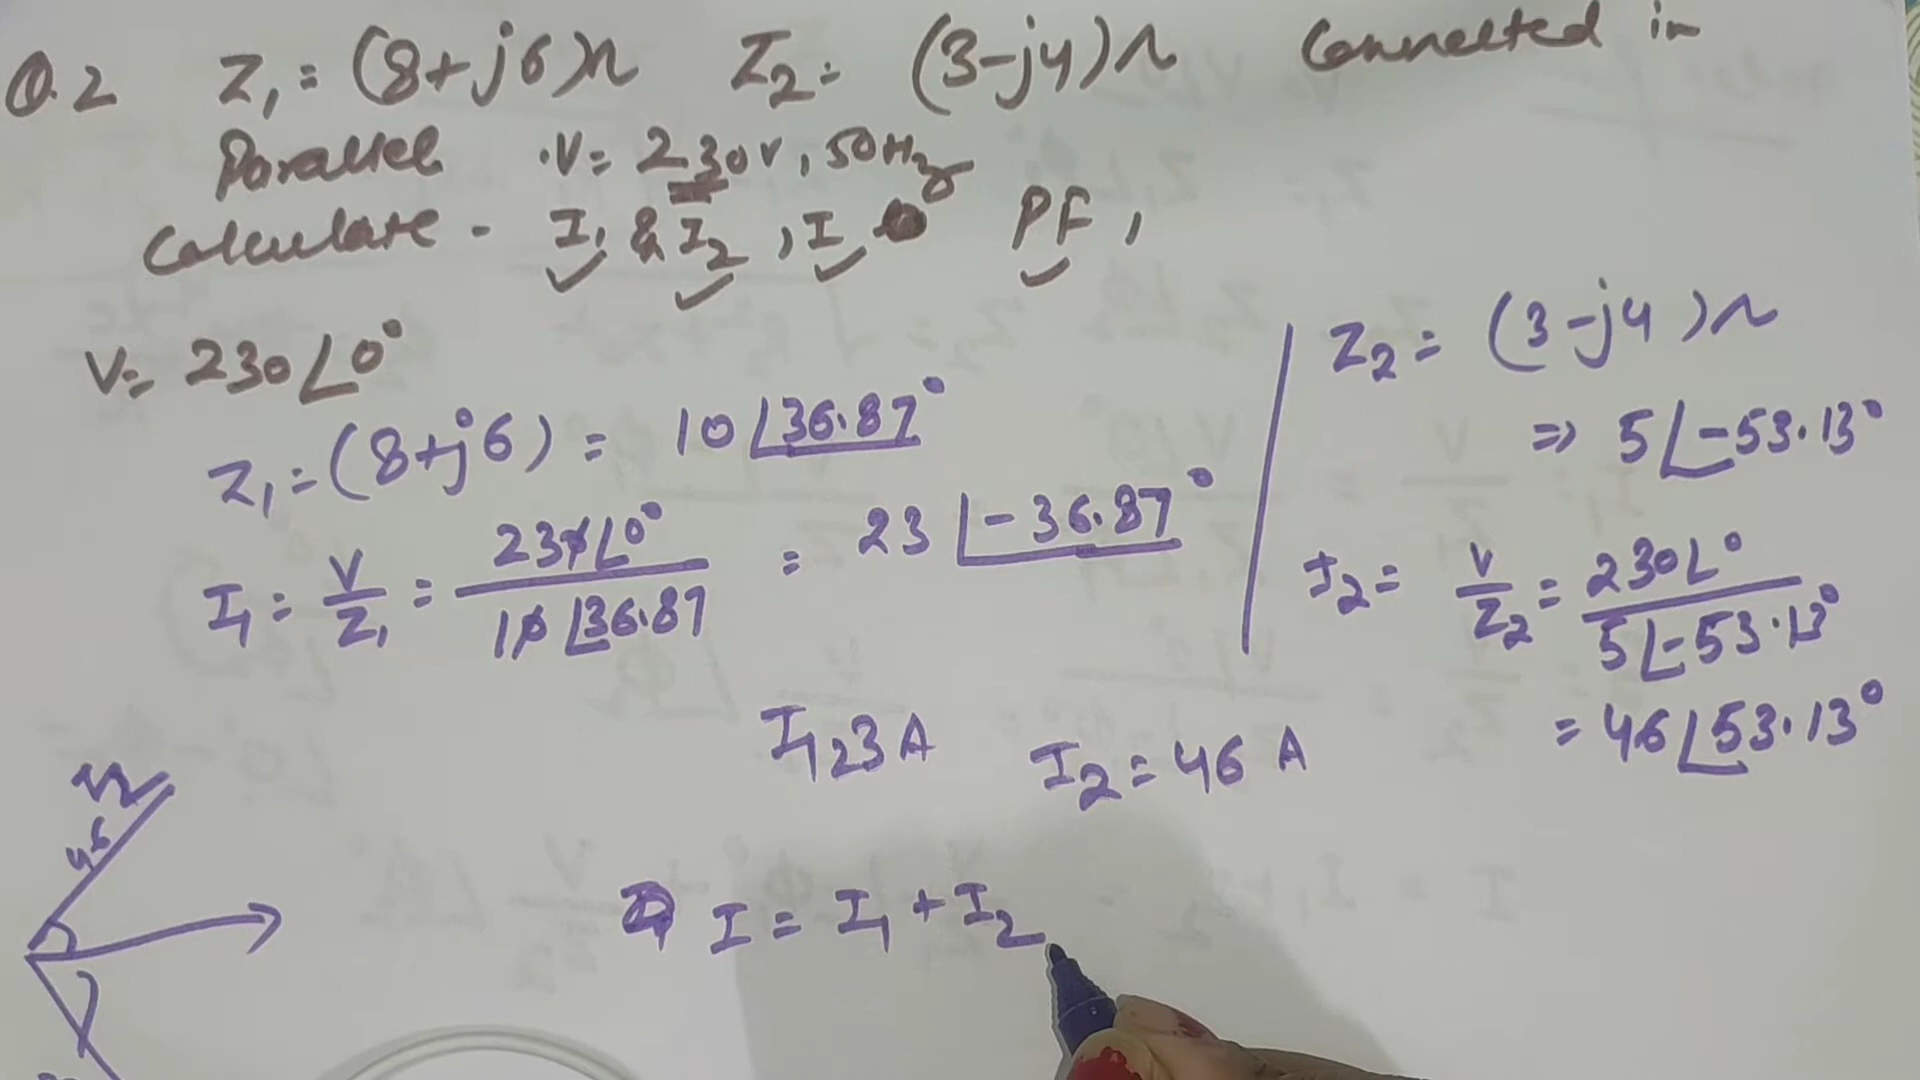 Q.2 Z₁ = (8+j6)Ω Z₂ = (3-j4)Ω Connected in
Parallel V = 230V, 50Hz
Calculate - I₁ & I₂, I PF,
V = 230∠0°
Z₁ = (8+j6) = 10∠36.87°
I₁ = V/Z₁ = 230∠0°/10∠36.87 = 23∠-36.87°
Z₂ = (3-j4)Ω
⇒ 5∠-53.13°
I₂ = V/Z₂ = 230∠0°/5∠-53.13°
= 46∠53.13°
I₁ 23A I₂ = 46 A
46
I = I₁ + I₂